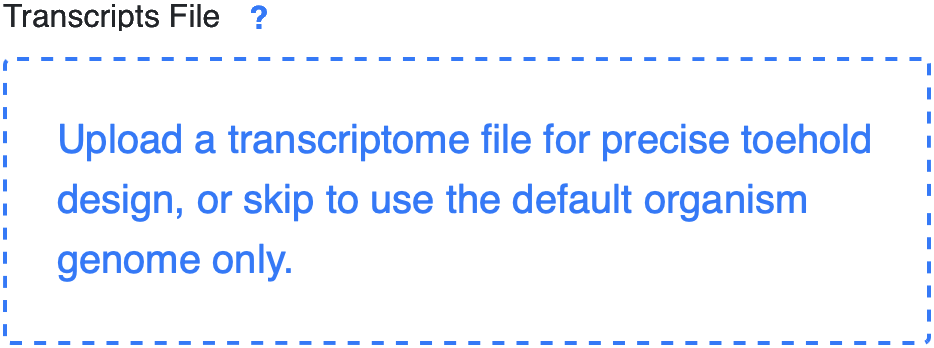 Transcripts File ?
Upload a transcriptome file for precise toehold
design, or skip to use the default organism
genome only.